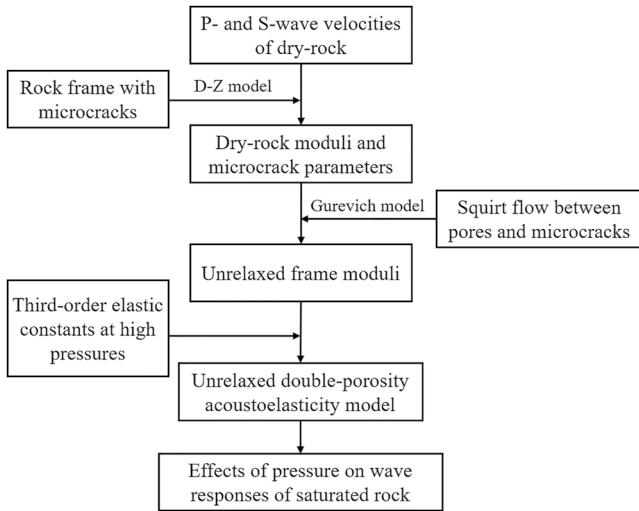 P- and S-wave velocities
of dry-rock
Rock frame with
microcracks
D-Z model
Dry-rock moduli and
microcrack parameters
Gurevich model
Squirt flow between
pores and microcracks
Unrelaxed frame moduli
Third-order elastic
constants at high
pressures
Unrelaxed double-porosity
acoustoelasticity model
Effects of pressure on wave
responses of saturated rock